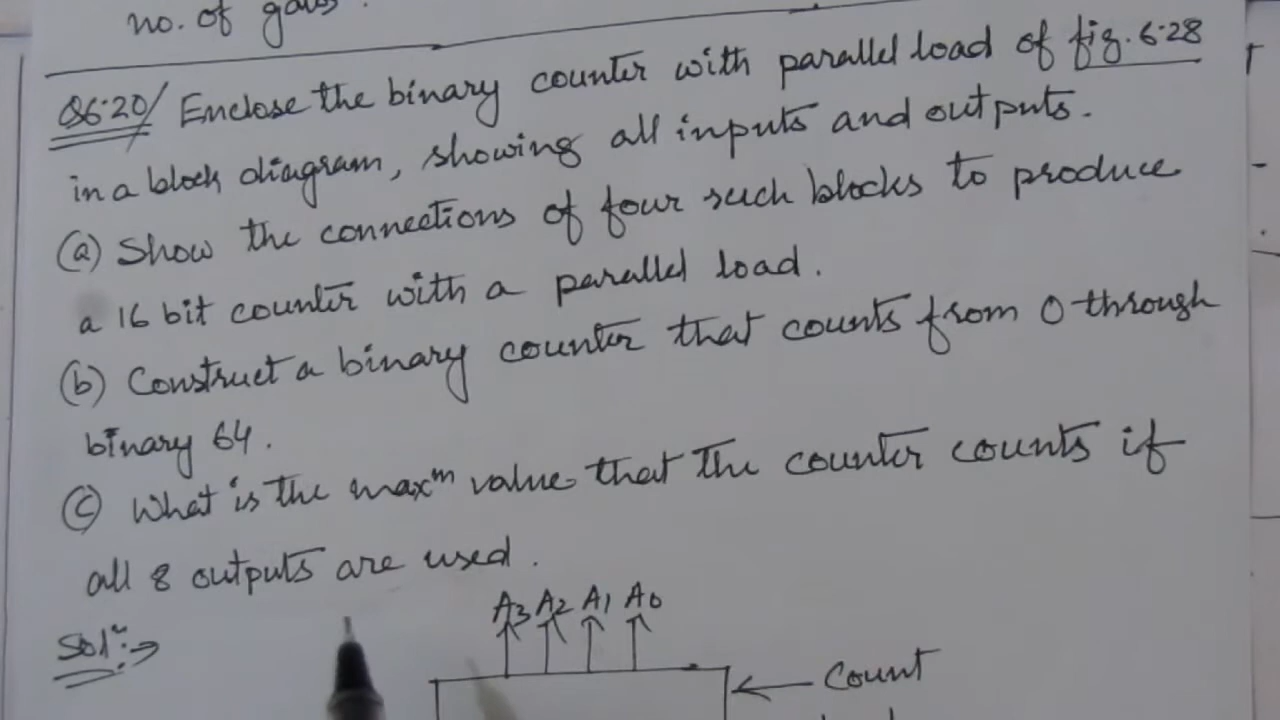 no. of gates.
Q6.20/ Enclose the binary counter with parallel load of fig. 6.28
in a block diagram, showing all inputs and outputs.
(a) Show the connections of four such blocks to produce
a 16 bit counter with a parallel load.
(b) Construct a binary counter that counts from 0 through
binary 64.
(c) What is the maxm value that the counter counts if
all 8 outputs are used.
Soln:→
A3 A2 A1 A0
← Count